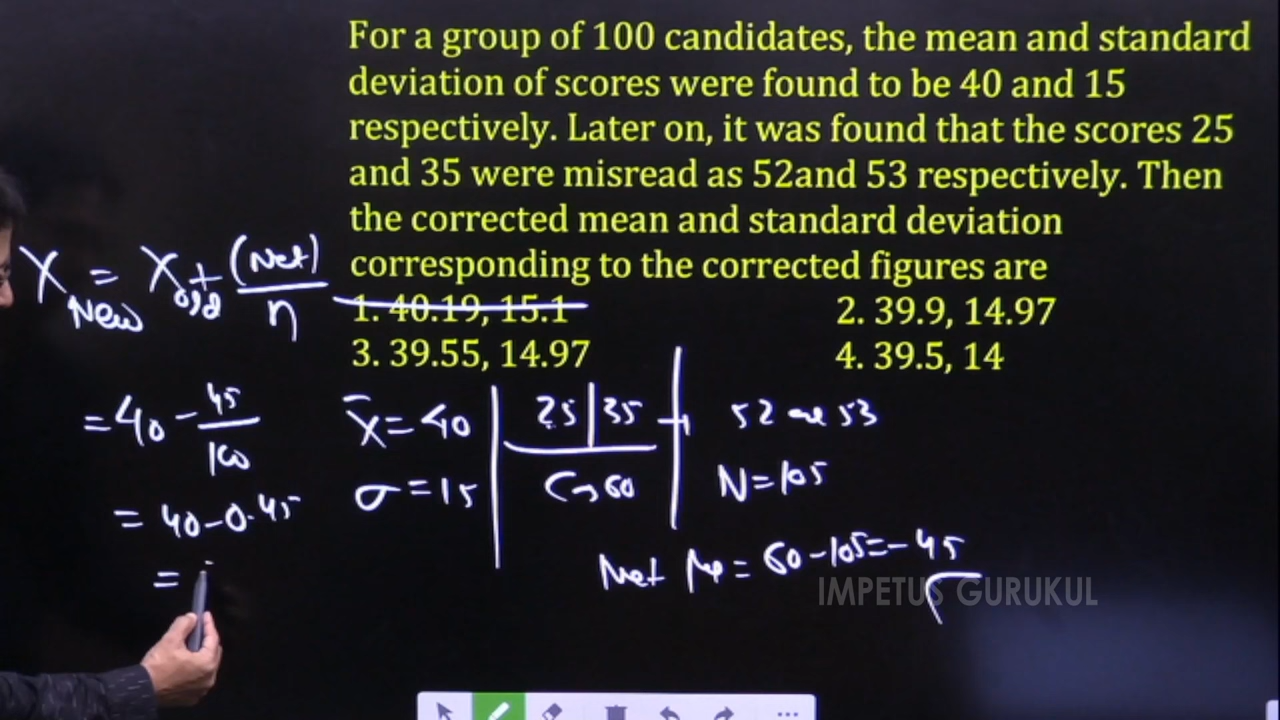 For a group of 100 candidates, the mean and standard
deviation of scores were found to be 40 and 15
respectively. Later on, it was found that the scores 25
and 35 were misread as 52and 53 respectively. Then
the corrected mean and standard deviation
corresponding to the corrected figures are
1. 40.19, 15.1 2. 39.9, 14.97
3. 39.55, 14.97 4. 39.5, 14
X New = X old + (Net) / n
= 40 - 45/100
= 40 - 0.45
=
x̄ = 40
σ = 15
25 | 35
60
52 53
N = 105
Net = 60 - 105 = - 45
IMPETUS GURUKUL